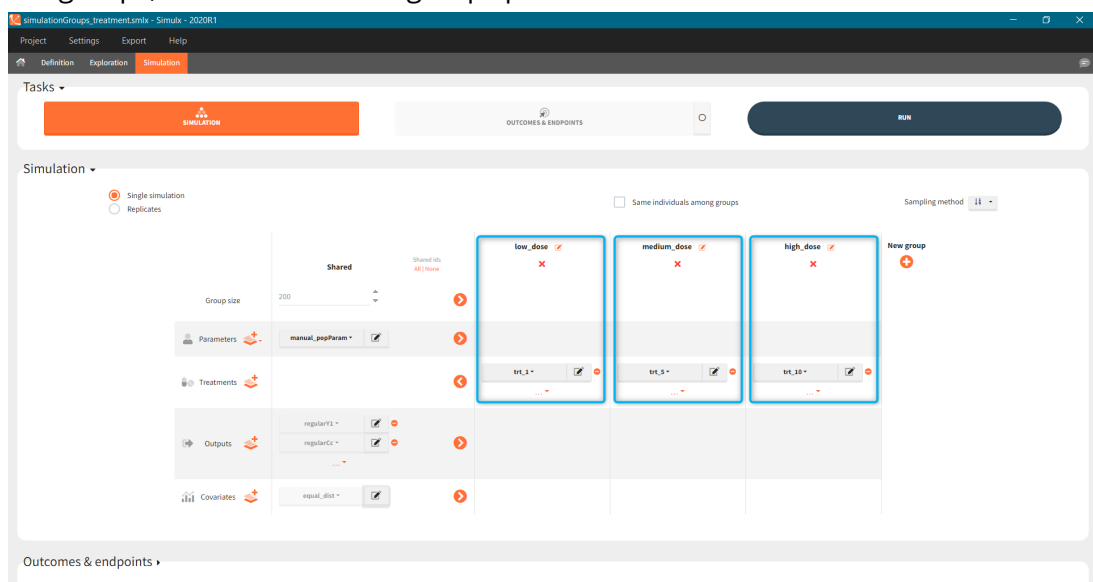 simulationGroups_treatment.smlx - Simulx - 2020R1
Project Settings Export Help
Definition Exploration Simulation
Tasks
SIMULATION
OUTCOMES & ENDPOINTS
RUN
Simulation
Single simulation
Replicates
Same individuals among groups
Sampling method
Shared
Shared ids
All | None
low_dose
medium_dose
high_dose
New group
Group size
200
Parameters
manual_popParam
Treatments
trt_1
...
trt_5
...
trt_10
...
Outputs
regularY1
regularCc
...
Covariates
equal_dist
Outcomes & endpoints